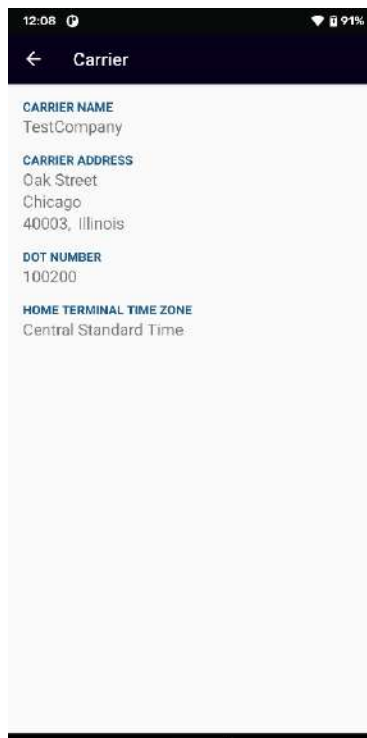 12:08
91%
Carrier
CARRIER NAME
TestCompany
CARRIER ADDRESS
Oak Street
Chicago
40003, Illinois
DOT NUMBER
100200
HOME TERMINAL TIME ZONE
Central Standard Time